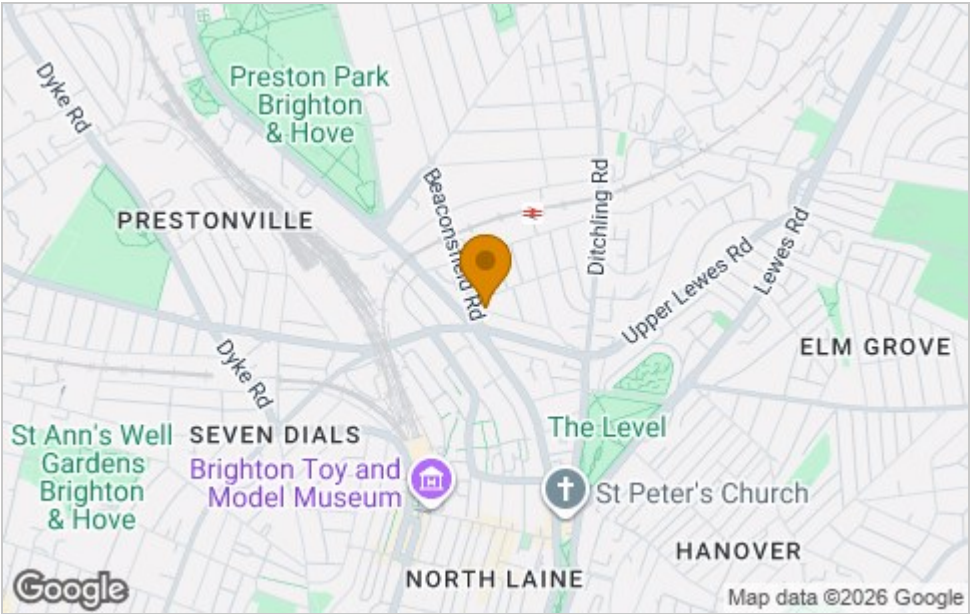 Dyke Rd
Preston Park
Brighton
& Hove
Beaconsfield Rd
Ditchling Rd
PRESTONVILLE
Lewes Rd
Upper Lewes Rd
ELM GROVE
Dyke Rd
St Ann's Well
Gardens
Brighton
& Hove
SEVEN DIALS
The Level
Brighton Toy and
Model Museum
St Peter's Church
HANOVER
NORTH LAINE
Google
Map data ©2026 Google